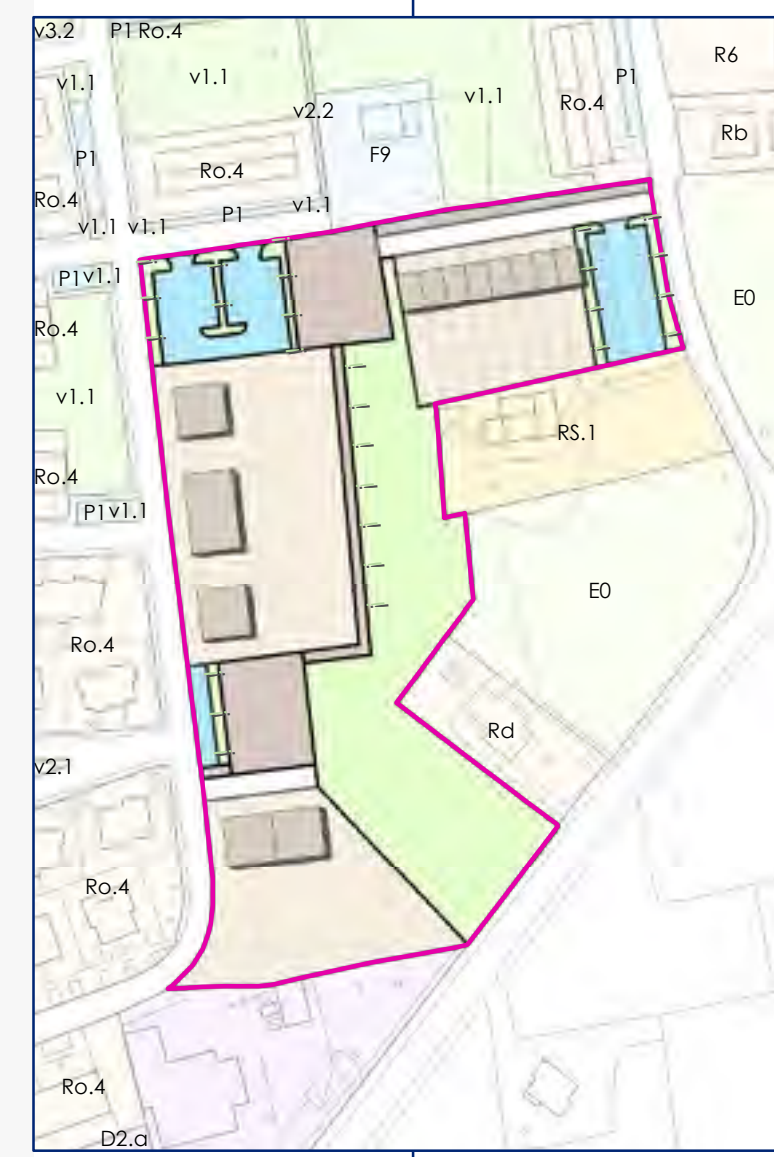 v3.2 P1 Ro.4
R6
v1.1 v1.1 P1
v2.2 v1.1 Ro.4
Rb
P1 F9
Ro.4
Ro.4 v1.1
P1
v1.1 v1.1
P1 v1.1
E0
Ro.4
v1.1
RS.1
Ro.4
P1 v1.1
E0
Ro.4
Rd
v2.1
Ro.4
Ro.4
D2.a